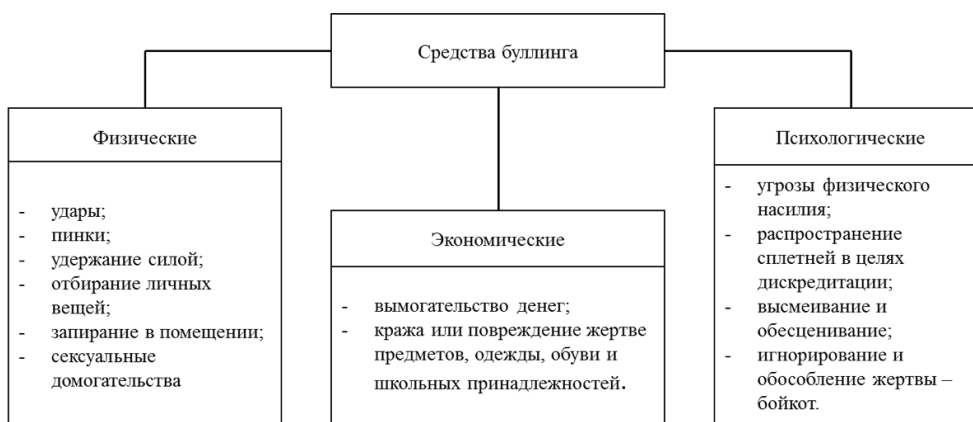 Средства буллинга
Физические
- удары;
- пинки;
- удержание силой;
- отбирание личных
вещей;
- запирание в помещении;
- сексуальные
домогательства
Экономические
- вымогательство денег;
- кража или повреждение жертве
предметов, одежды, обуви и
школьных принадлежностей.
Психологические
- угрозы физического
насилия;
- распространение
сплетней в целях
дискредитации;
- высмеивание и
обесценивание;
- игнорирование и
обособление жертвы –
бойкот.